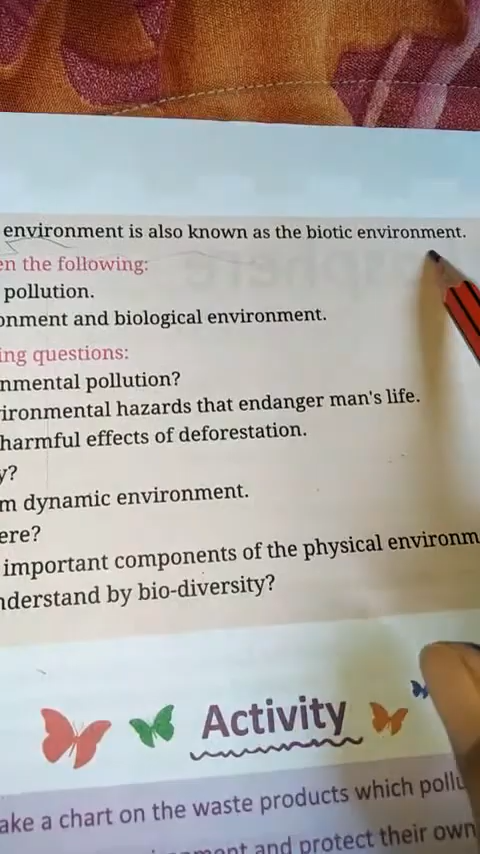 environment is also known as the biotic environment.
en the following:
pollution.
onment and biological environment.
ing questions:
nmental pollution?
ironmental hazards that endanger man's life.
harmful effects of deforestation.
y?
m dynamic environment.
ere?
important components of the physical environm
nderstand by bio-diversity?
Activity
ake a chart on the waste products which pollu
ment and protect their own